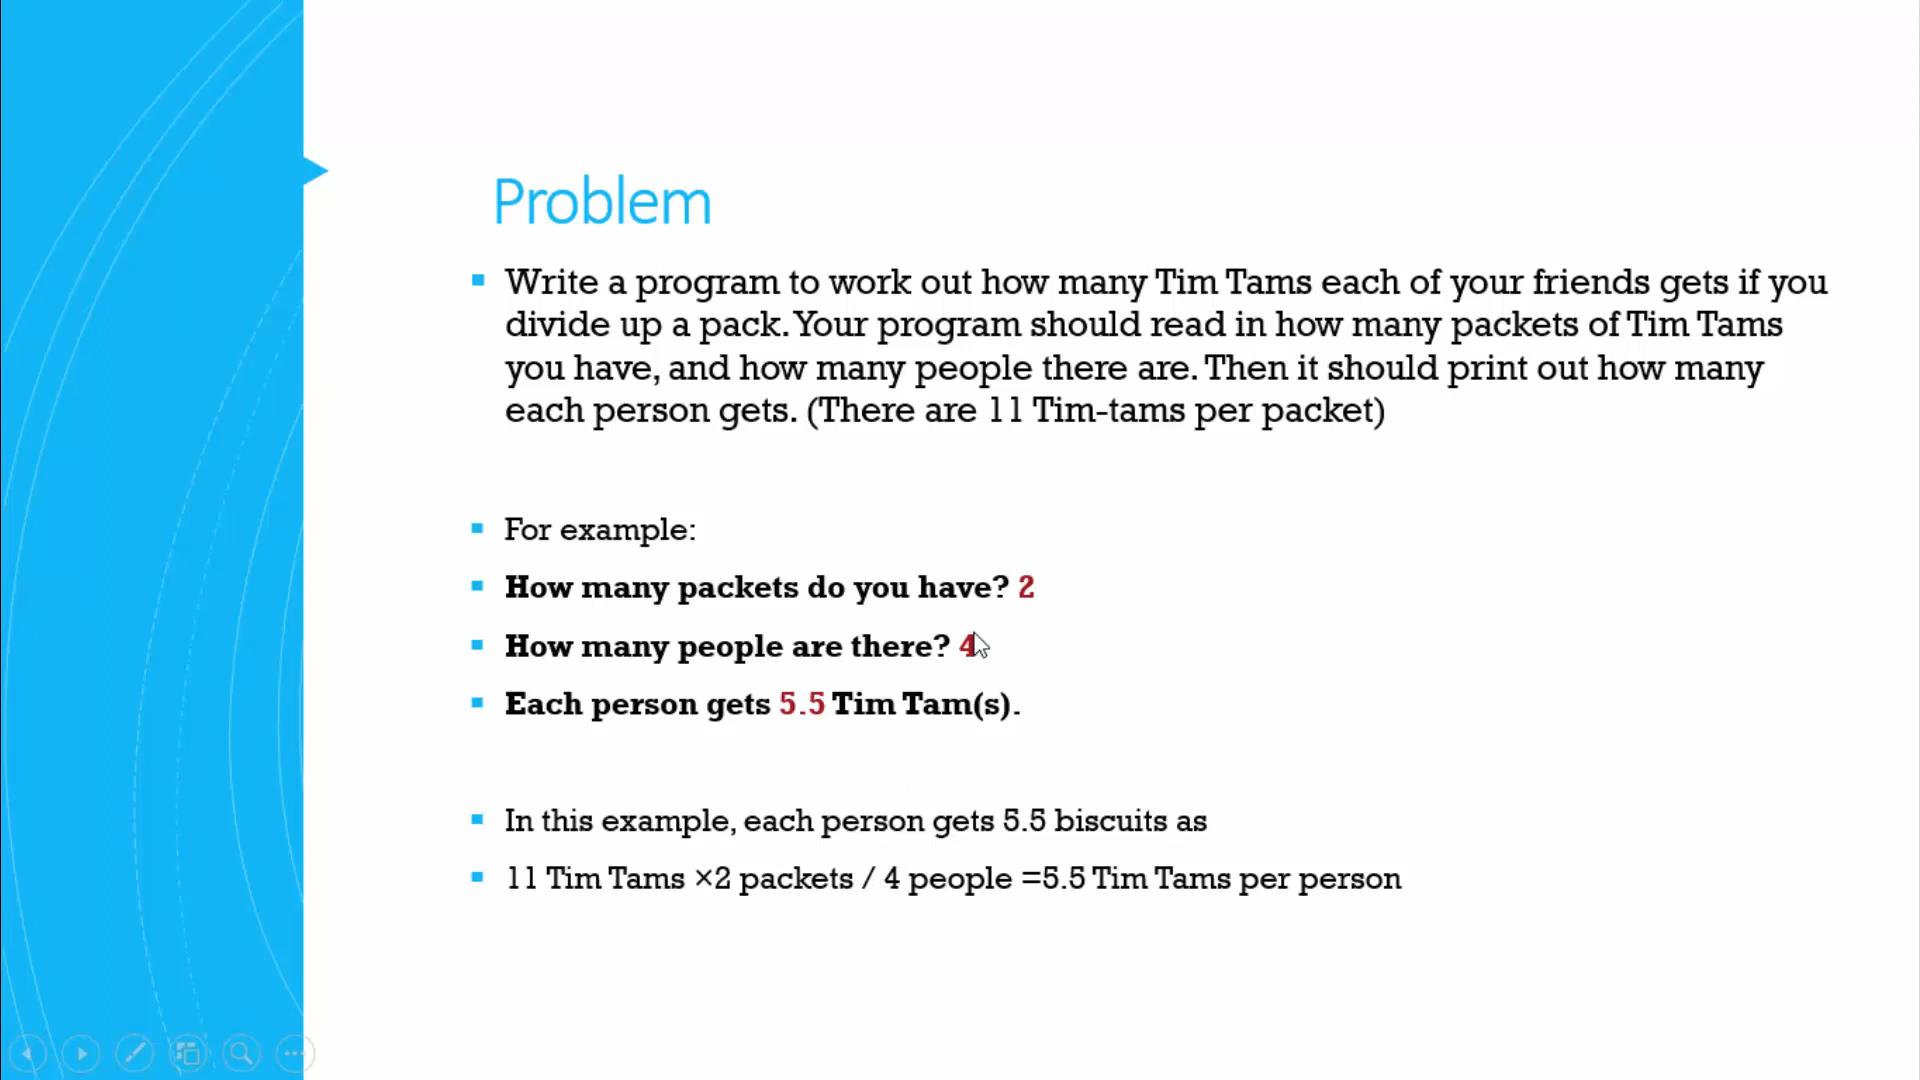 Problem
Write a program to work out how many Tim Tams each of your friends gets if you
divide up a pack. Your program should read in how many packets of Tim Tams
you have, and how many people there are. Then it should print out how many
each person gets. (There are 11 Tim-tams per packet)
For example:
How many packets do you have? 2
How many people are there? 4
Each person gets 5.5 Tim Tam(s).
In this example, each person gets 5.5 biscuits as
11 Tim Tams ×2 packets / 4 people =5.5 Tim Tams per person